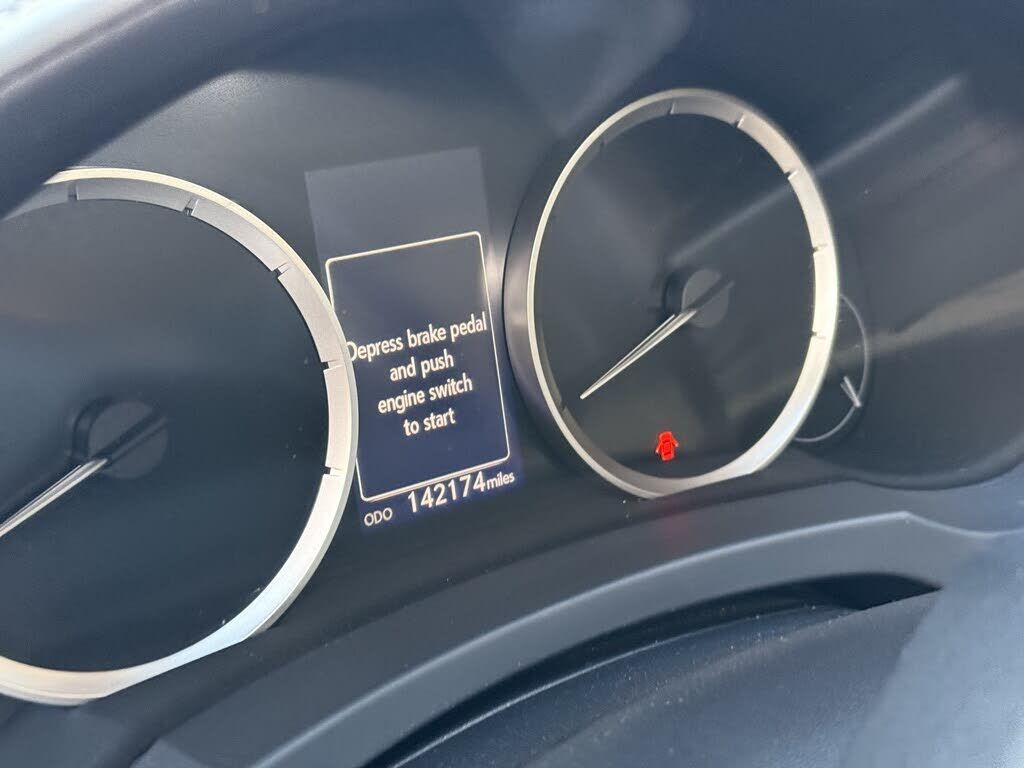 Depress brake pedal
and push
engine switch
to start
ODO 142174 miles